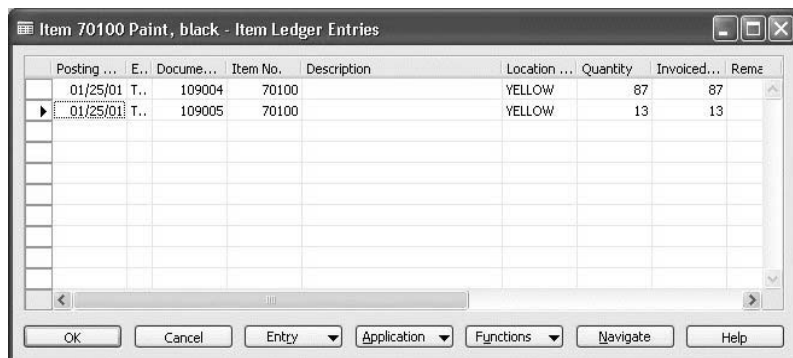 Item 70100 Paint, black - Item Ledger Entries
Posting ... E.. Docume... Item No. Description Location ... Quantity Invoiced... Rema
01/25/01 T.. 109004 70100 YELLOW 87 87
01/25/01 T.. 109005 70100 YELLOW 13 13
OK Cancel Entry Application Functions Navigate Help